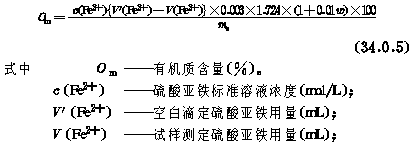 O_m = c(Fe²⁺){V′(Fe²⁺)−V(Fe²⁺)}×0.003×1.724×(1+0.01w)×100 / m_s
(34.0.5)
式中 O_m ——有机质含量(%)。
c (Fe²⁺) ——硫酸亚铁标准溶液浓度(mol/L);
V′ (Fe²⁺) ——空白滴定硫酸亚铁用量(mL);
V (Fe²⁺) ——试样测定硫酸亚铁用量(mL);